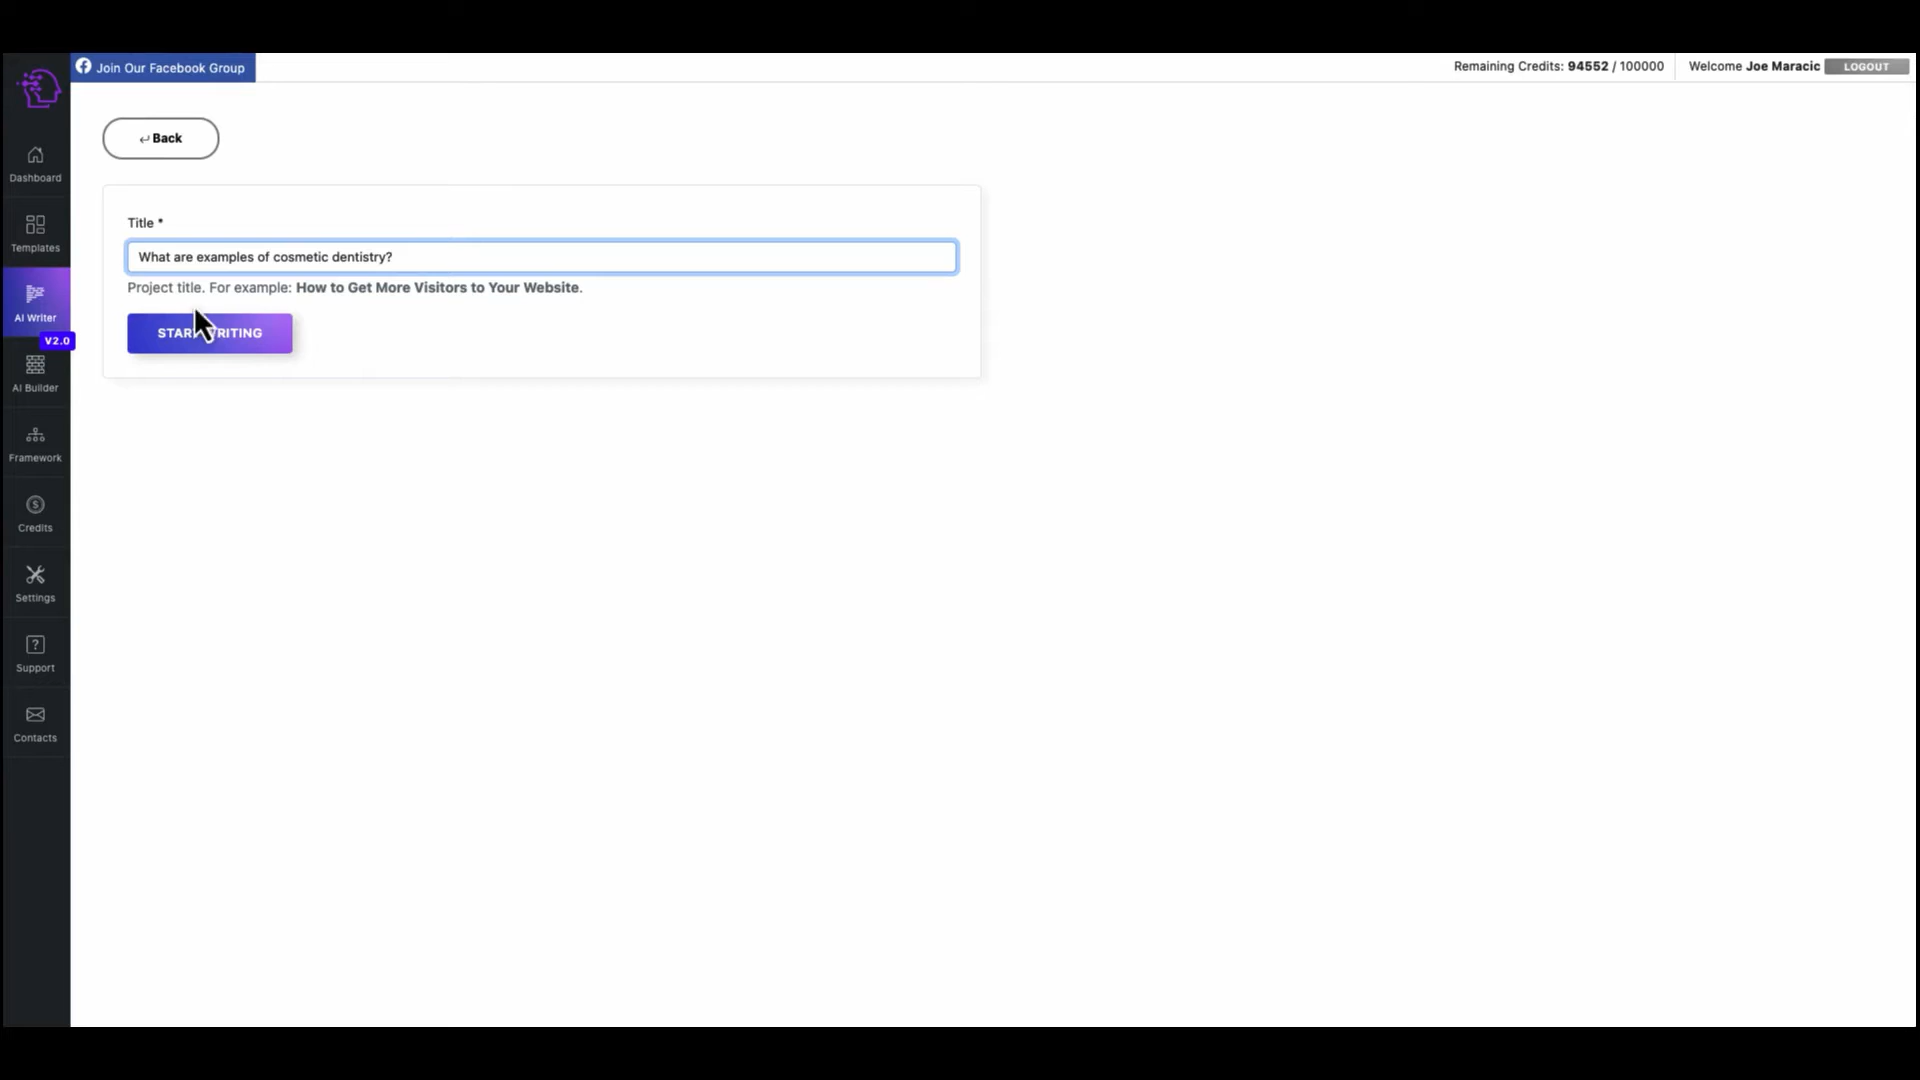 Join Our Facebook Group
Remaining Credits: 94552 / 100000
Welcome Joe Maracic
LOGOUT
Back
Dashboard
Templates
AI Writer
V2.0
AI Builder
Framework
Credits
Settings
Support
Contacts
Title *
What are examples of cosmetic dentistry?
Project title. For example: How to Get More Visitors to Your Website.
START WRITING